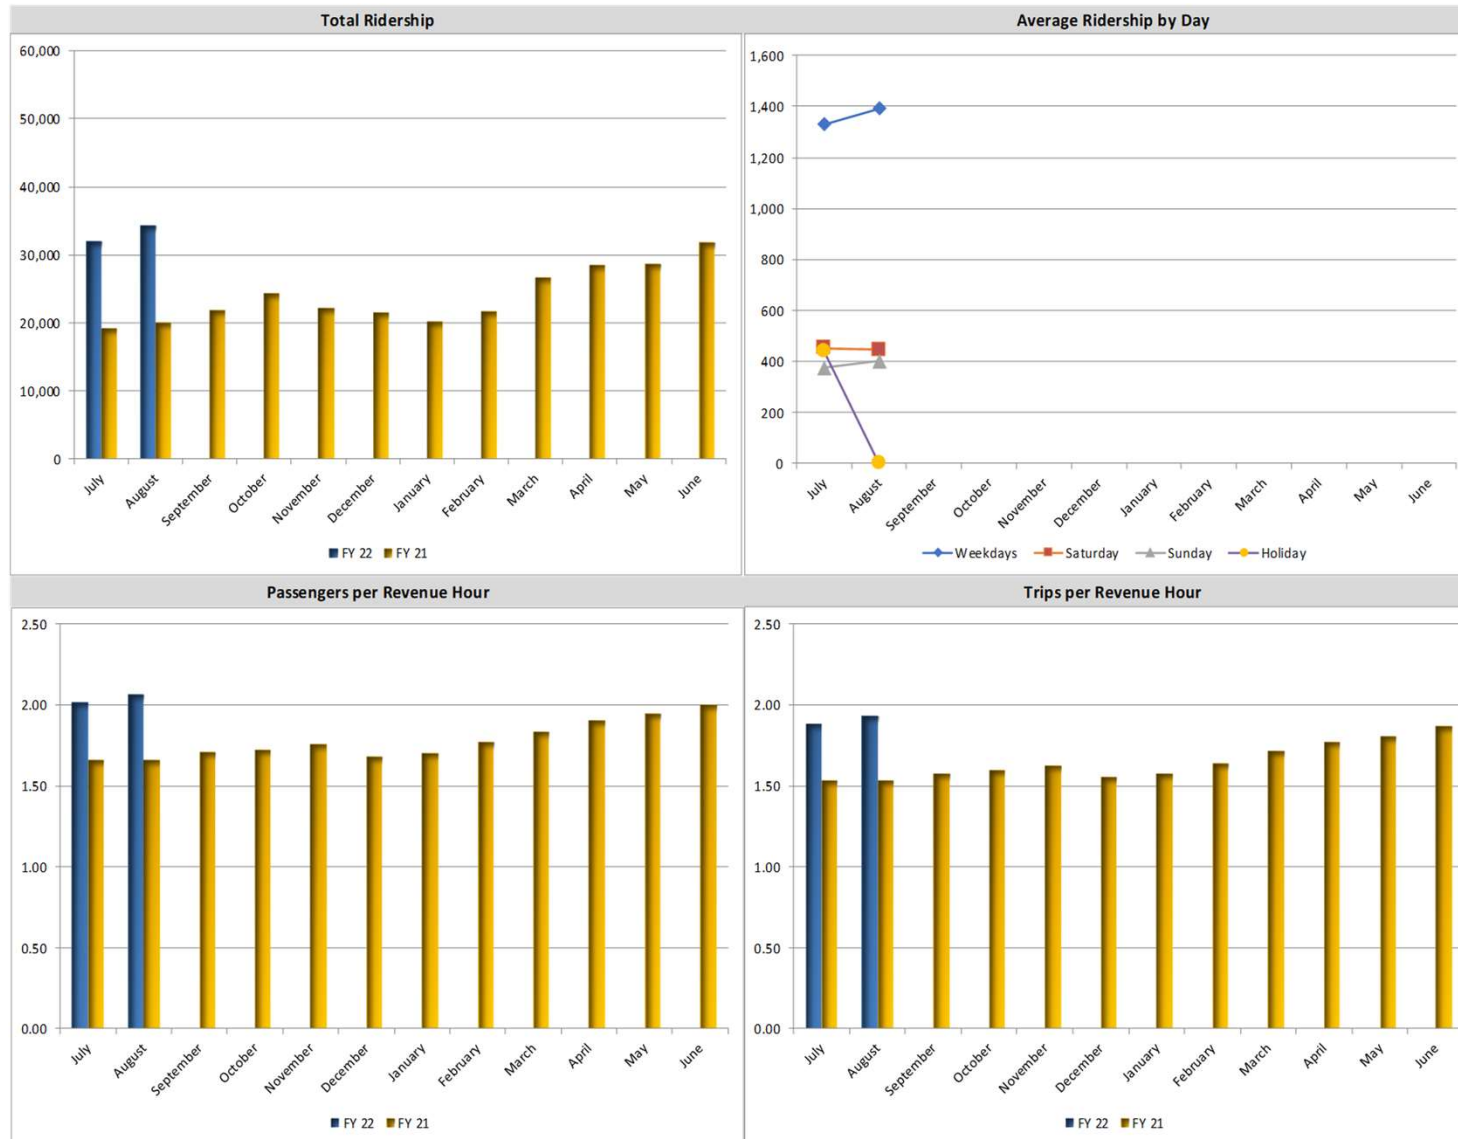 Total Ridership
60,000
50,000
40,000
30,000
20,000
10,000
0
July August September October November December January February March April May June
FY 22 FY 21
Average Ridership by Day
1,600
1,400
1,200
1,000
800
600
400
200
0
July August September October November December January February March April May June
Weekdays Saturday Sunday Holiday
Passengers per Revenue Hour
2.50
2.00
1.50
1.00
0.50
0.00
July August September October November December January February March April May June
FY 22 FY 21
Trips per Revenue Hour
2.50
2.00
1.50
1.00
0.50
0.00
July August September October November December January February March April May June
FY 22 FY 21